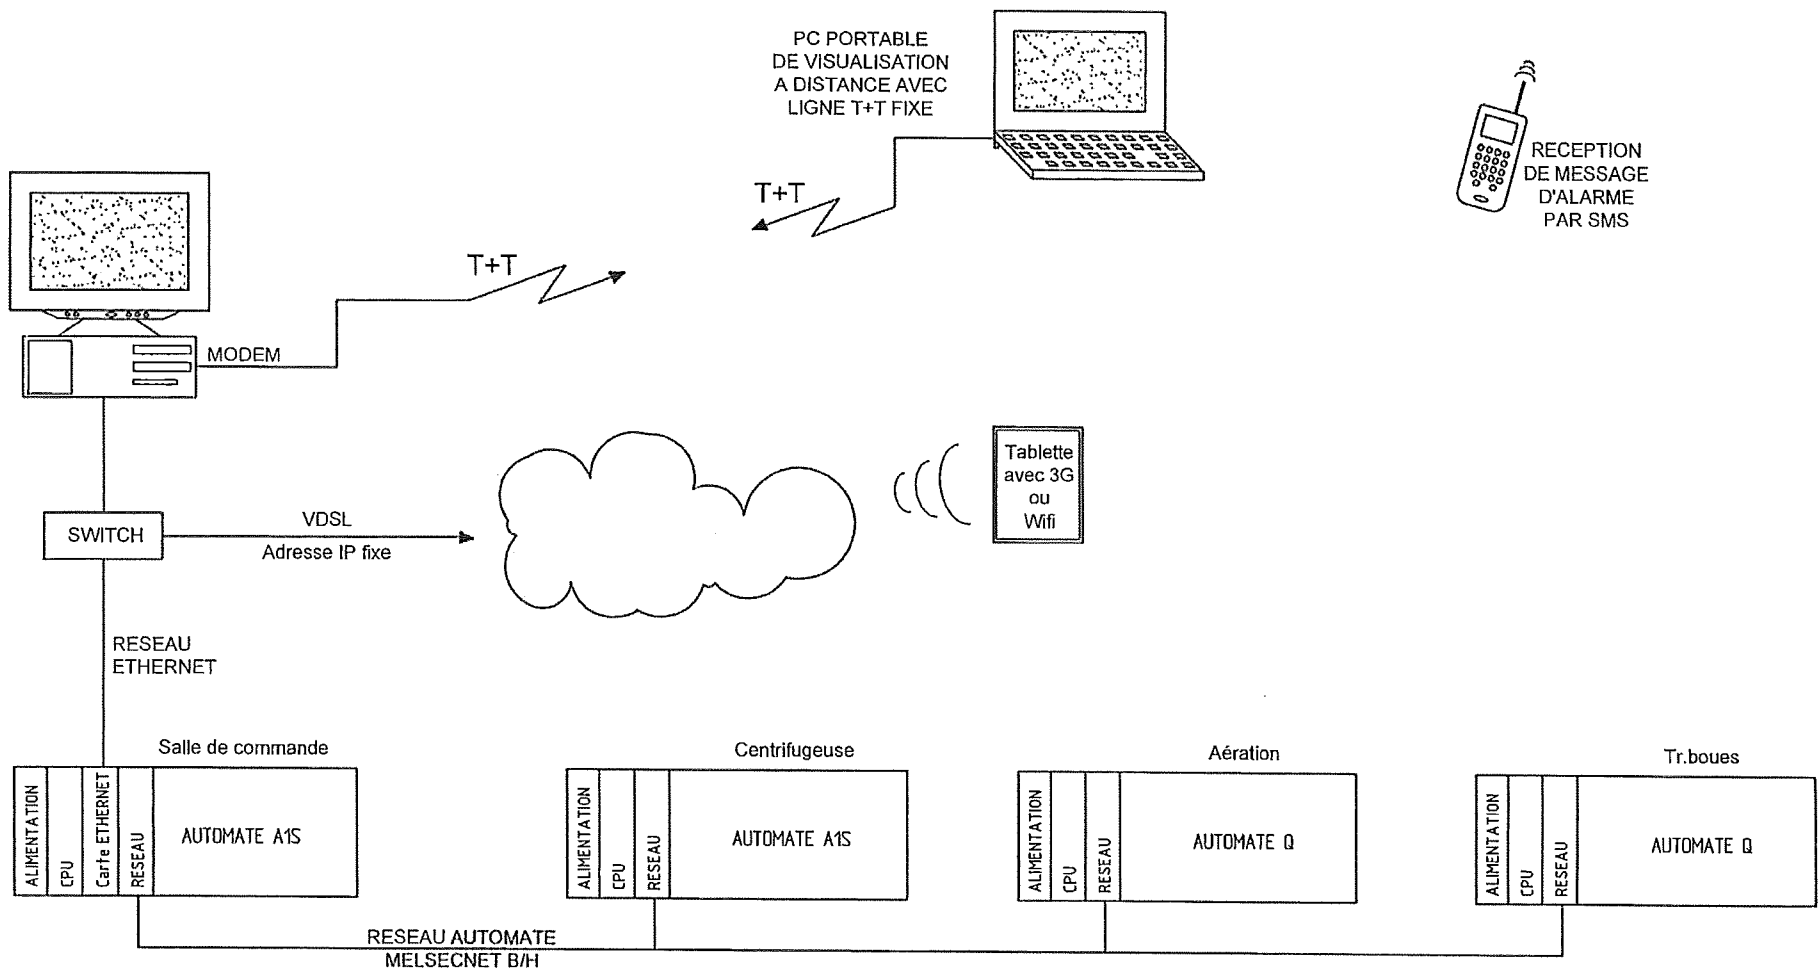 PC PORTABLE
DE VISUALISATION
A DISTANCE AVEC
LIGNE T+T FIXE
RECEPTION
DE MESSAGE
D'ALARME
PAR SMS
T+T
T+T
MODEM
Tablette
avec 3G
ou
Wifi
SWITCH
VDSL
Adresse IP fixe
RESEAU
ETHERNET
Salle de commande
ALIMENTATION
CPU
Carte ETHERNET
RESEAU
AUTOMATE A1S
Centrifugeuse
ALIMENTATION
CPU
RESEAU
AUTOMATE A1S
Aération
ALIMENTATION
CPU
RESEAU
AUTOMATE Q
Tr.boues
ALIMENTATION
CPU
RESEAU
AUTOMATE Q
RESEAU AUTOMATE
MELSECNET B/H